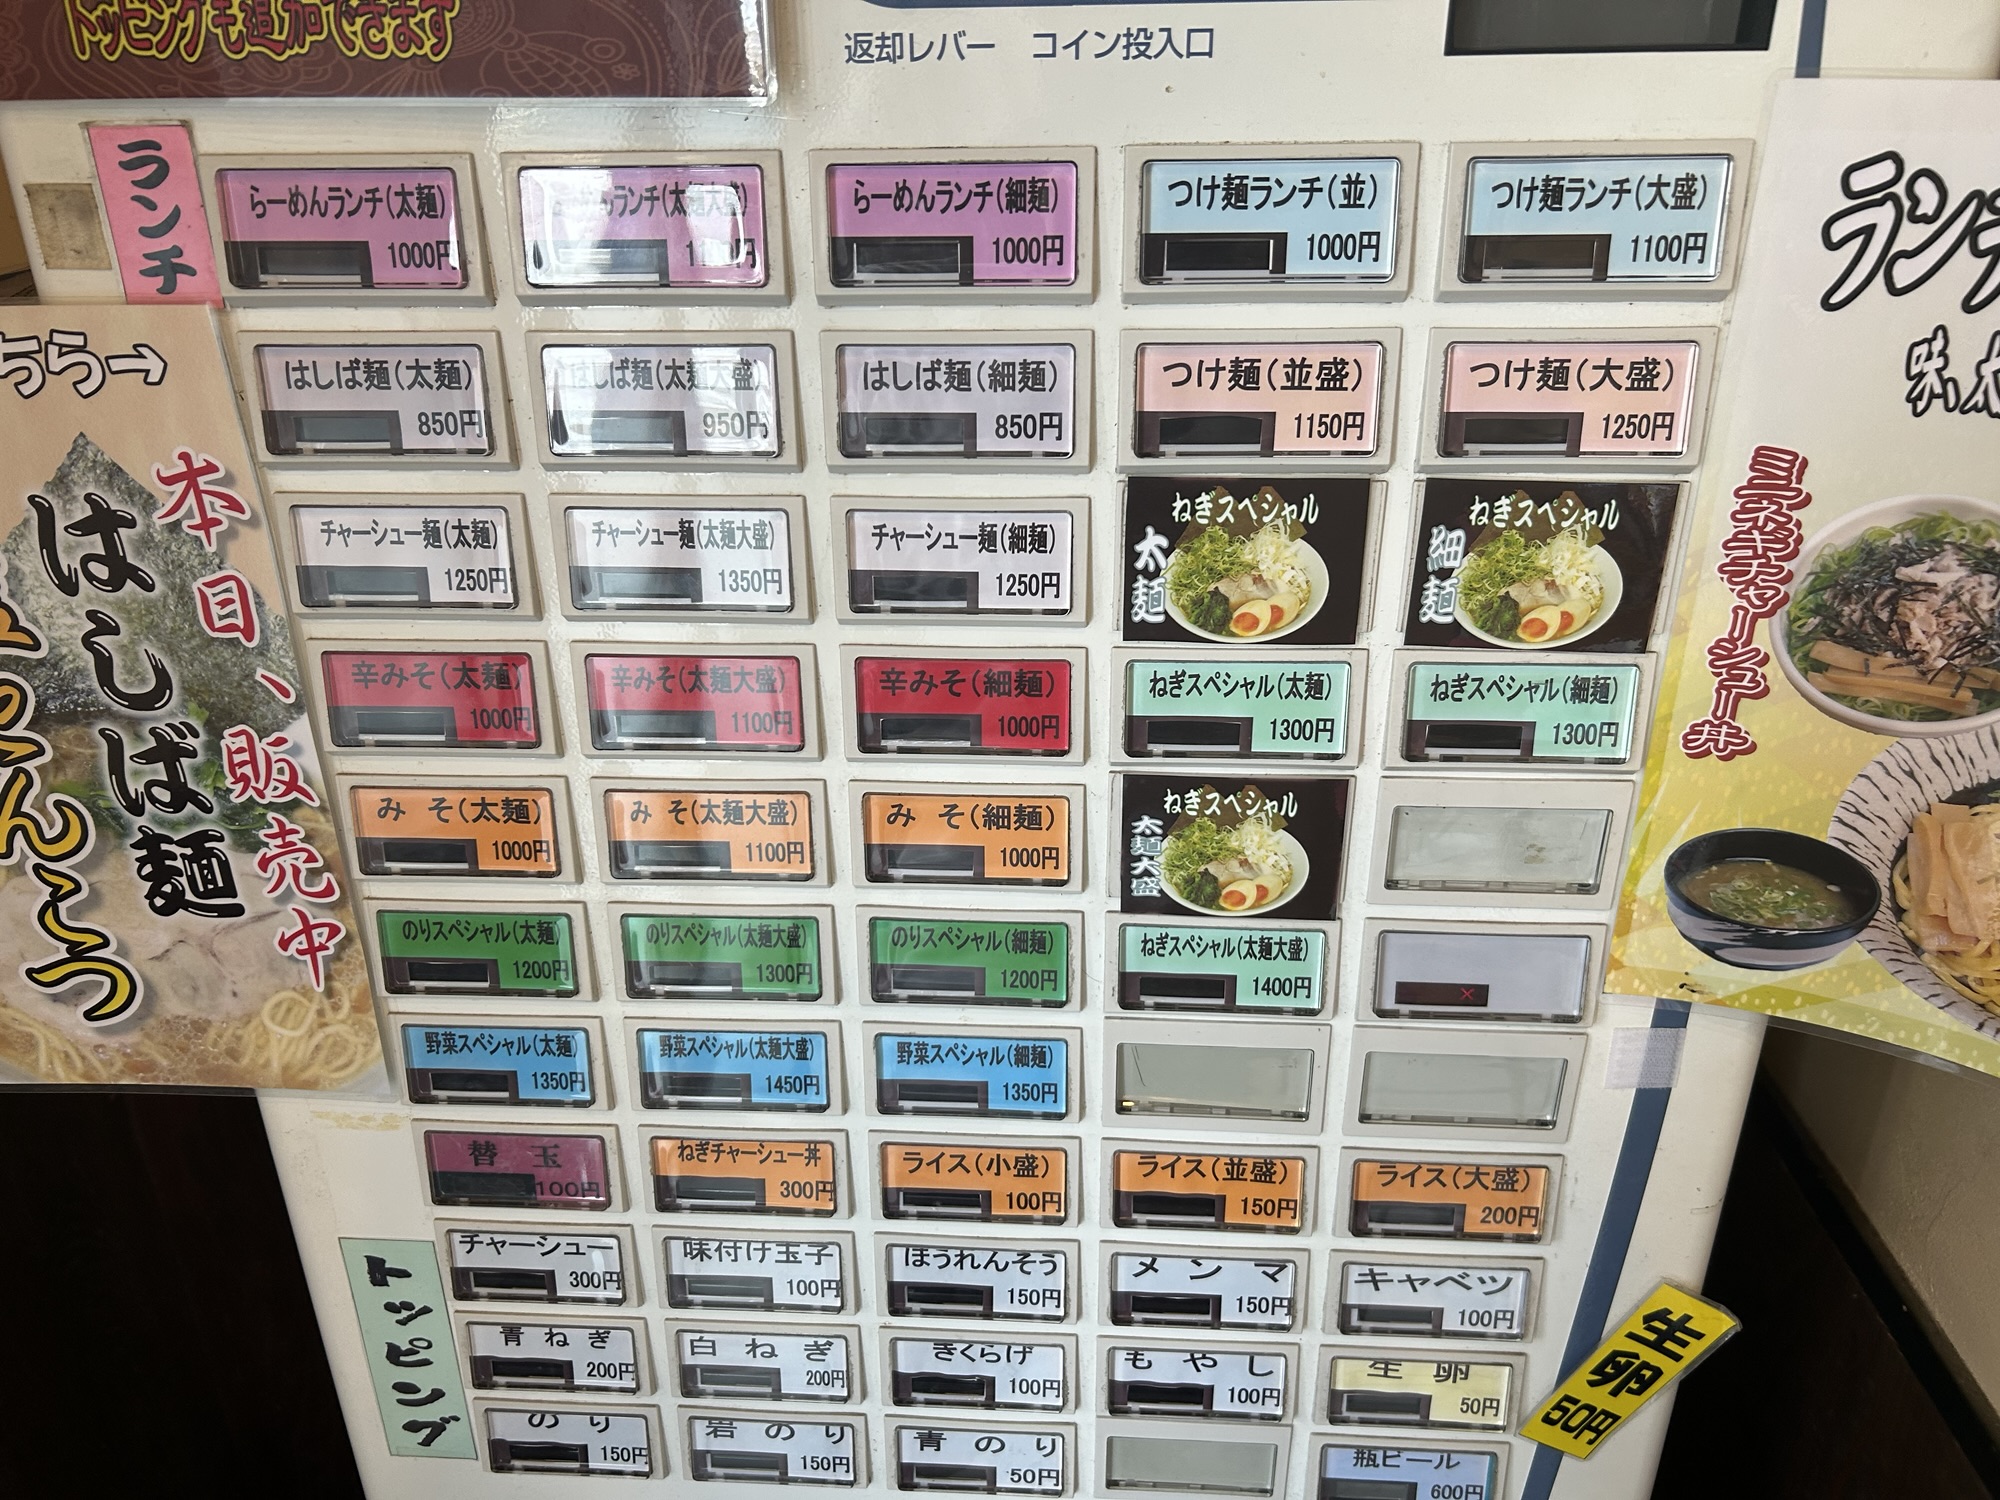 トッピングも追加できます
返却レバー コイン投入口
ランチ
らーめんランチ(太麺)
1000円
めんランチ(太麺大盛)
らーめんランチ(細麺)
1000円
つけ麺ランチ(並)
1000円
つけ麺ランチ(大盛)
1100円
はしば麺(太麺)
850円
はしば麺(太麺大盛)
950円
はしば麺(細麺)
850円
つけ麺(並盛)
1150円
つけ麺(大盛)
1250円
チャーシュー麺(太麺)
1250円
チャーシュー麺(太麺大盛)
1350円
チャーシュー麺(細麺)
1250円
ねぎスペシャル
太麺
ねぎスペシャル
細麺
辛みそ(太麺)
1000円
辛みそ(太麺大盛)
1100円
辛みそ(細麺)
1000円
ねぎスペシャル(太麺)
1300円
ねぎスペシャル(細麺)
1300円
みそ(太麺)
1000円
みそ(太麺大盛)
1100円
みそ(細麺)
1000円
ねぎスペシャル
太麺大盛
のりスペシャル(太麺)
1200円
のりスペシャル(太麺大盛)
1300円
のりスペシャル(細麺)
1200円
ねぎスペシャル(太麺大盛)
1400円
×
野菜スペシャル(太麺)
1350円
野菜スペシャル(太麺大盛)
1450円
野菜スペシャル(細麺)
1350円
替玉
100円
ねぎチャーシュー丼
300円
ライス(小盛)
100円
ライス(並盛)
150円
ライス(大盛)
200円
トッピング
チャーシュー
300円
味付け玉子
100円
ほうれんそう
150円
メンマ
150円
キャベツ
100円
青ねぎ
200円
白ねぎ
200円
きくらげ
100円
もやし
100円
生卵
50円
のり
150円
岩のり
150円
青のり
50円
瓶ビール
600円
生卵
50円
ちら→
本日、販売中
はしば麺
ラン
味、
ミニネギチャーシュー丼